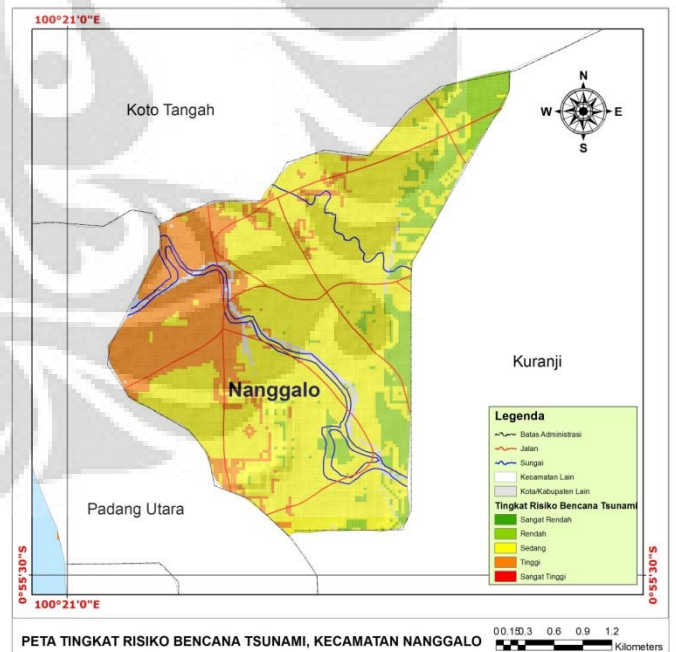 100°21'0"E
N
W E
S
Koto Tangah
Kuranji
Nanggalo
Padang Utara
Legenda
Batas Administrasi
Jalan
Sungai
Kecamatan Lain
Kota/Kabupaten Lain
Tingkat Risiko Bencana Tsunami
Sangat Rendah
Rendah
Sedang
Tinggi
Sangat Tinggi
0°55'30"S
0°55'30"S
100°21'0"E
PETA TINGKAT RISIKO BENCANA TSUNAMI, KECAMATAN NANGGALO
0 0.15 0.3 0.6 0.9 1.2
Kilometers